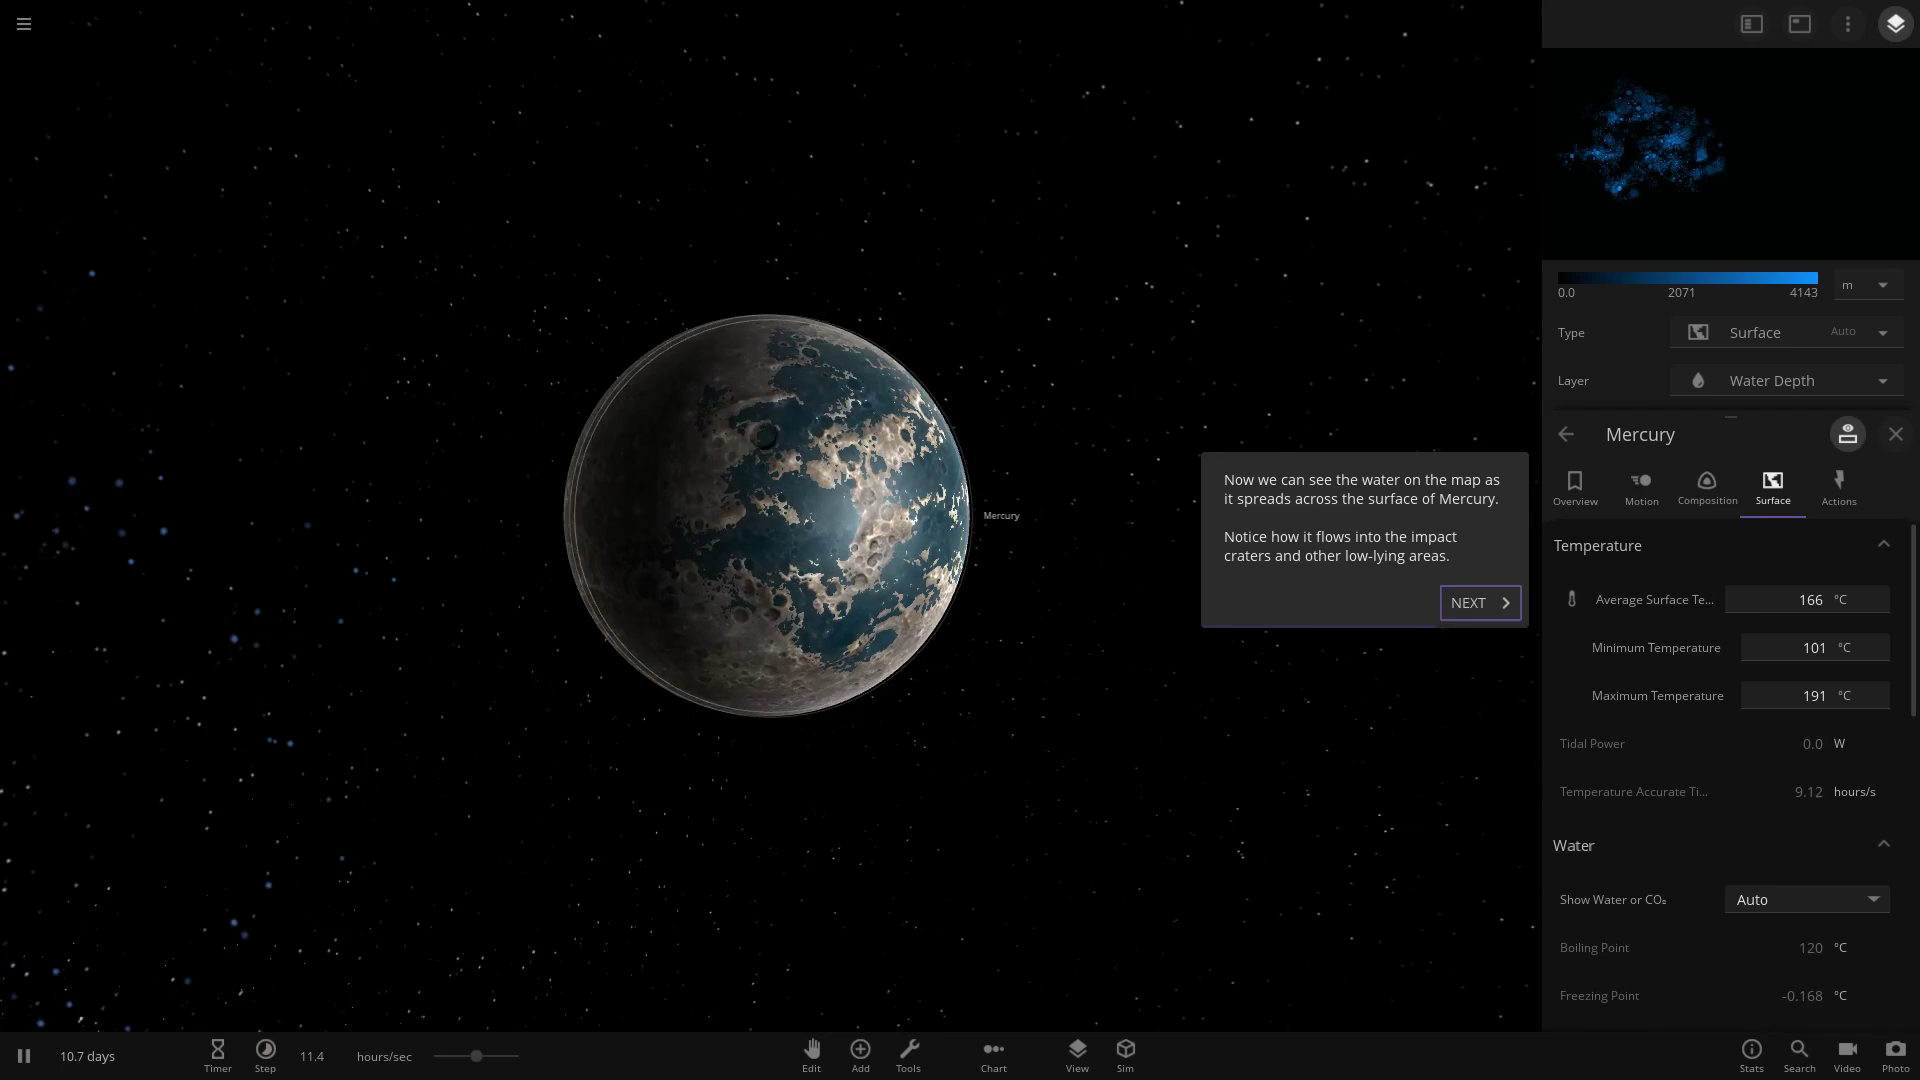 0.0 2071 4143 m
Type Surface Auto
Layer Water Depth
Mercury
Overview Motion Composition Surface Actions
Mercury
Now we can see the water on the map as
it spreads across the surface of Mercury.
Notice how it flows into the impact
craters and other low-lying areas.
NEXT
Temperature
Average Surface Te... 166 °C
Minimum Temperature 101 °C
Maximum Temperature 191 °C
Tidal Power 0.0 W
Temperature Accurate Ti... 9.12 hours/s
Water
Show Water or CO₂ Auto
Boiling Point 120 °C
Freezing Point -0.168 °C
10.7 days Timer Step 11.4 hours/sec Edit Add Tools Chart View Sim Stats Search Video Photo